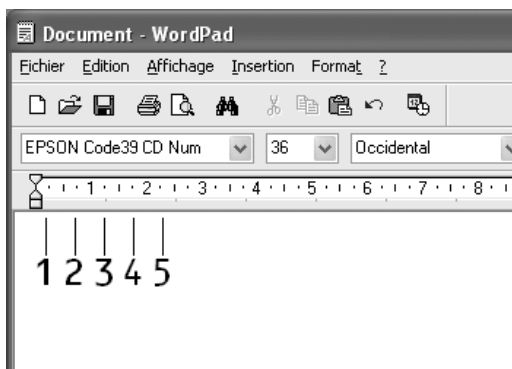 Document - WordPad
Fichier Edition Affichage Insertion Format ?
EPSON Code39 CD Num 36 Occidental
1 2 3 4 5 6 7 8
1 2 3 4 5